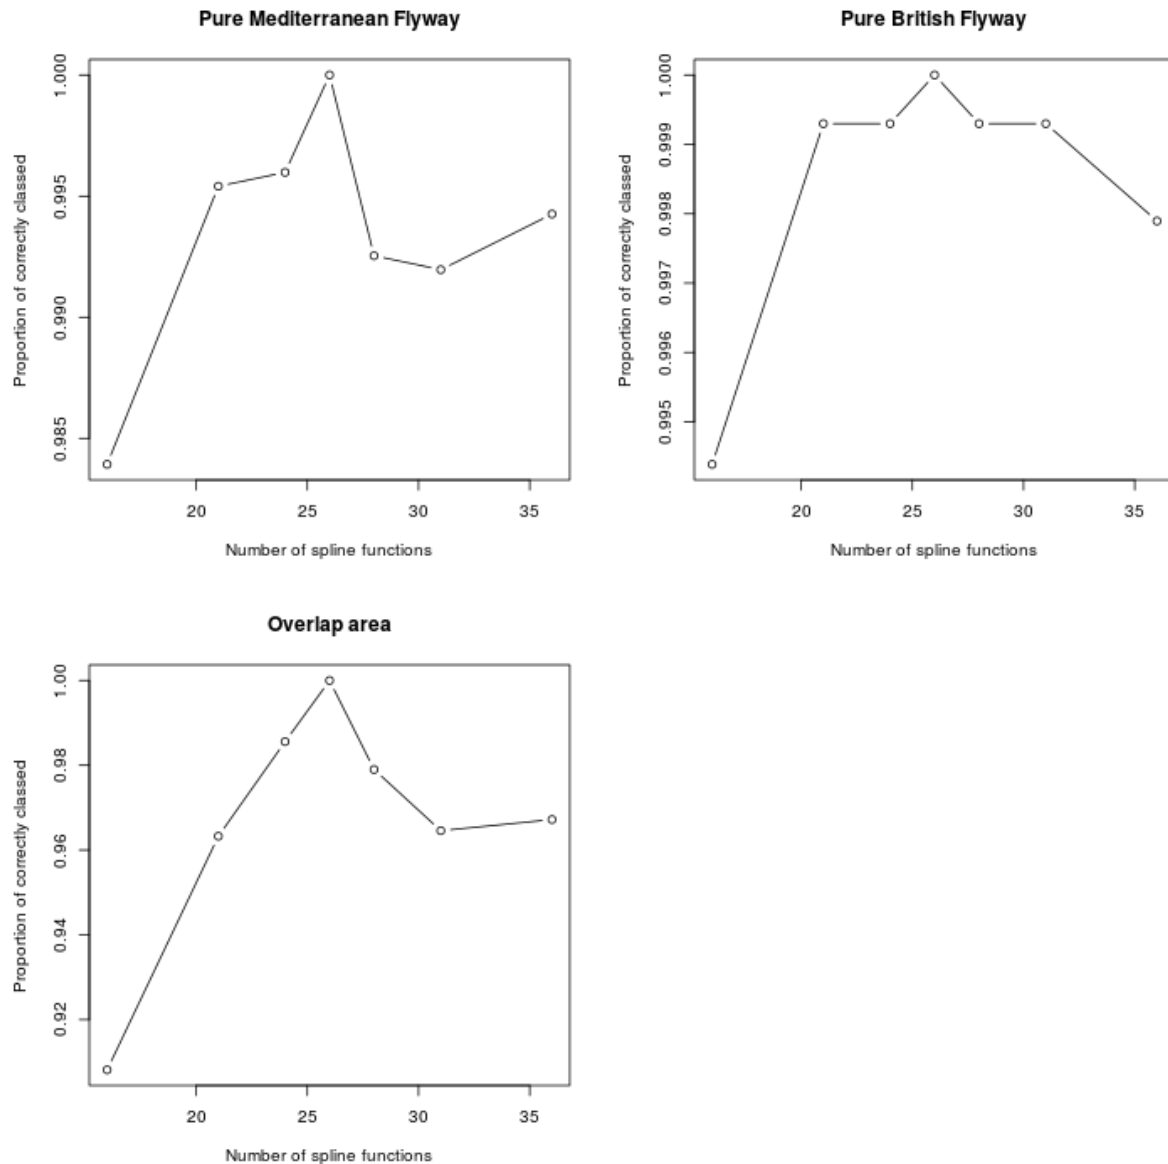 Pure Mediterranean Flyway
Proportion of correctly classed
1.000
0.995
0.990
0.985
20 25 30 35
Number of spline functions
Pure British Flyway
Proportion of correctly classed
1.000
0.999
0.998
0.997
0.996
0.995
20 25 30 35
Number of spline functions
Overlap area
Proportion of correctly classed
1.00
0.98
0.96
0.94
0.92
20 25 30 35
Number of spline functions